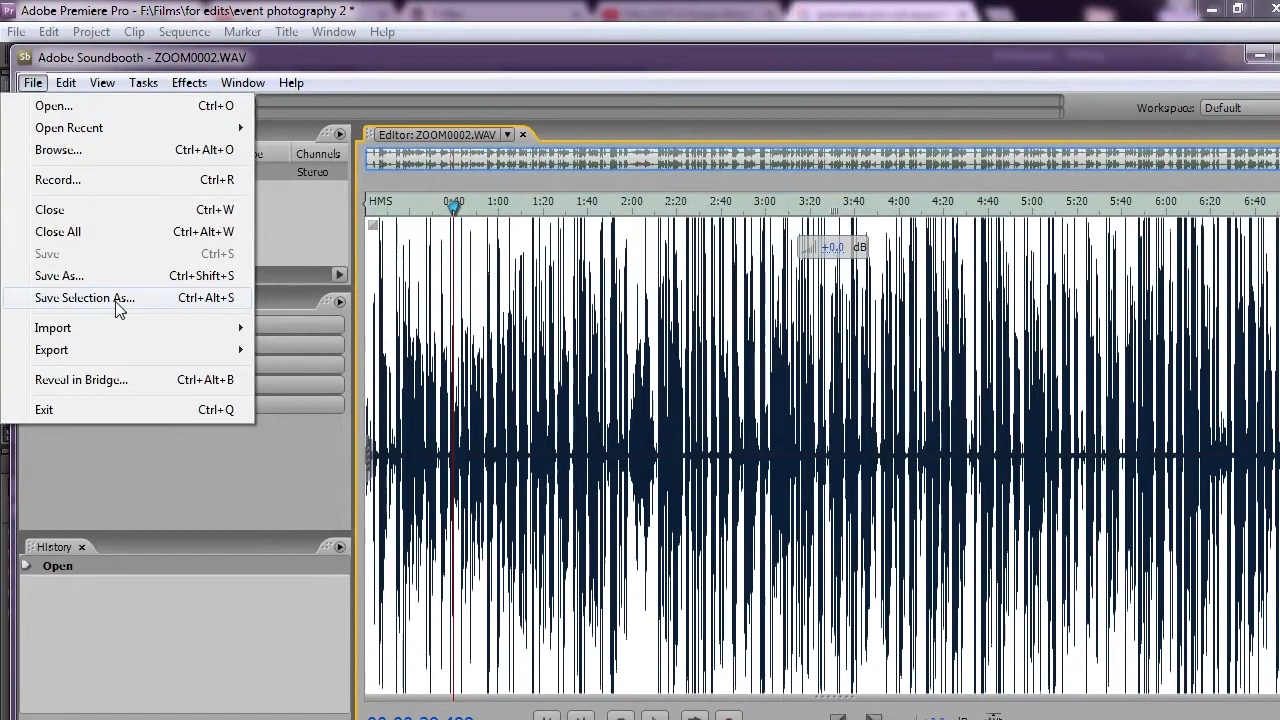 Adobe Premiere Pro - F:\Films\for edits\event photography 2 *
File Edit Project Clip Sequence Marker Title Window Help
Adobe Soundbooth - ZOOM0002.WAV
File Edit View Tasks Effects Window Help
Workspace: Default
Open... Ctrl+O
Open Recent
Browse... Ctrl+Alt+O
Record... Ctrl+R
Close Ctrl+W
Close All Ctrl+Alt+W
Save Ctrl+S
Save As... Ctrl+Shift+S
Save Selection As... Ctrl+Alt+S
Import
Export
Reveal in Bridge... Ctrl+Alt+B
Exit Ctrl+Q
Channels
Stereo
Editor: ZOOM0002.WAV
HMS 0:40 1:00 1:20 1:40 2:00 2:20 2:40 3:00 3:20 3:40 4:00 4:20 4:40 5:00 5:20 5:40 6:00 6:20 6:40
+0.0 dB
History
Open